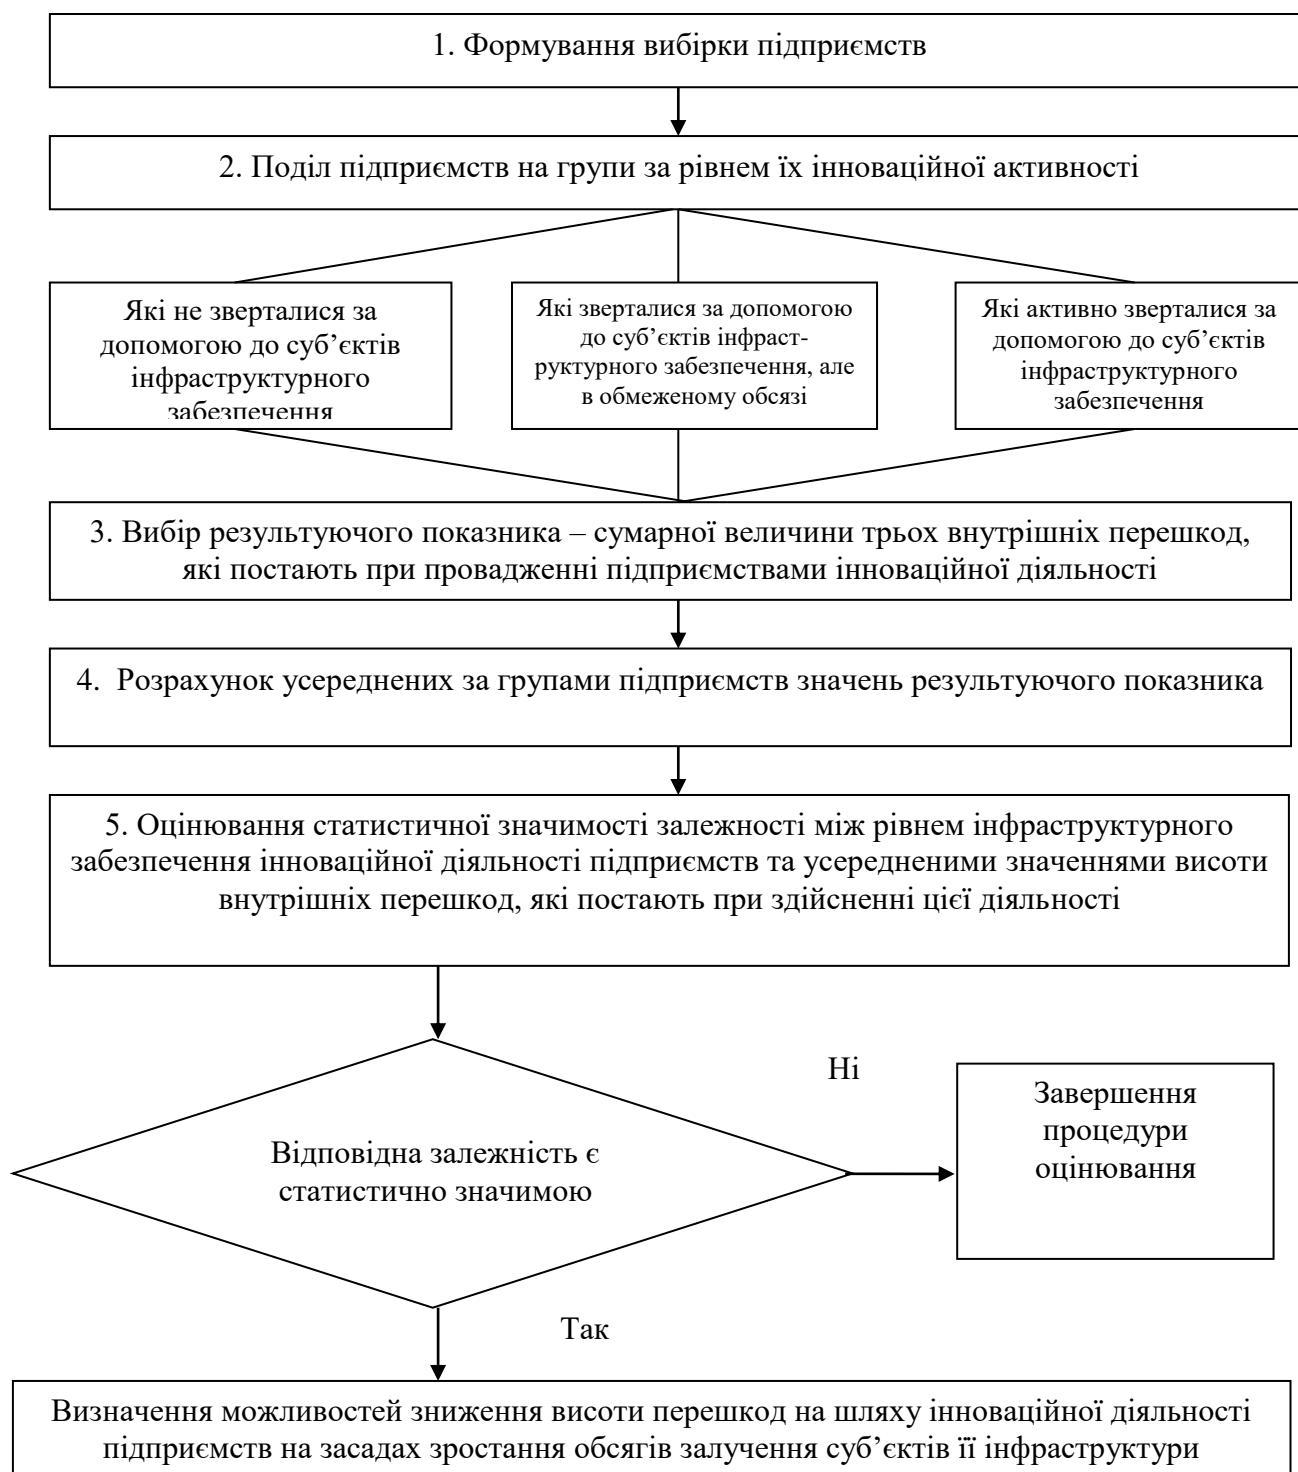 1. Формування вибірки підприємств
2. Поділ підприємств на групи за рівнем їх інноваційної активності
Які не зверталися за
допомогою до суб’єктів
інфраструктурного
забезпечення
Які зверталися за допомогою
до суб’єктів інфраст-
руктурного забезпечення, але
в обмеженому обсязі
Які активно зверталися за
допомогою до суб’єктів
інфраструктурного
забезпечення
3. Вибір результуючого показника – сумарної величини трьох внутрішніх перешкод,
які постають при провадженні підприємствами інноваційної діяльності
4. Розрахунок усереднених за групами підприємств значень результуючого показника
5. Оцінювання статистичної значимості залежності між рівнем інфраструктурного
забезпечення інноваційної діяльності підприємств та усередненими значеннями висоти
внутрішніх перешкод, які постають при здійсненні цієї діяльності
Ні
Завершення
процедури
оцінювання
Відповідна залежність є
статистично значимою
Так
Визначення можливостей зниження висоти перешкод на шляху інноваційної діяльності
підприємств на засадах зростання обсягів залучення суб’єктів її інфраструктури